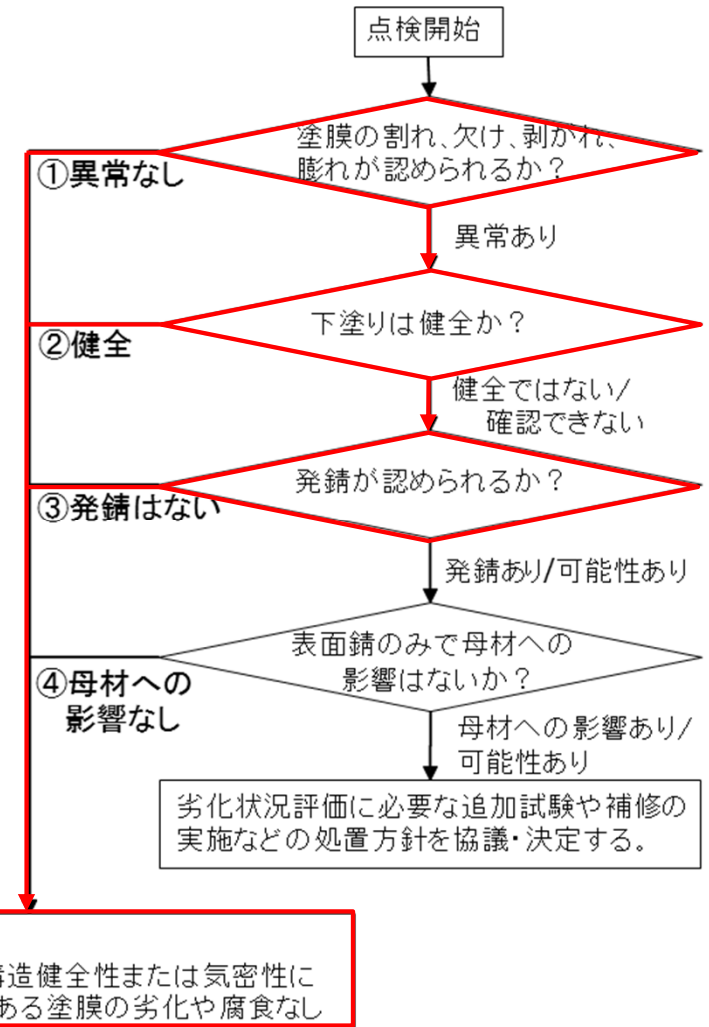 点検開始
塗膜の割れ、欠け、剥がれ、
膨れが認められるか？
①異常なし
異常あり
下塗りは健全か？
②健全
健全ではない/
確認できない
発錆が認められるか？
③発錆はない
発錆あり/可能性あり
表面錆のみで母材への
影響はないか？
④母材への
影響なし
母材への影響あり/
可能性あり
劣化状況評価に必要な追加試験や補修の
実施などの処置方針を協議・決定する。
造健全性または気密性に
ある塗膜の劣化や腐食なし